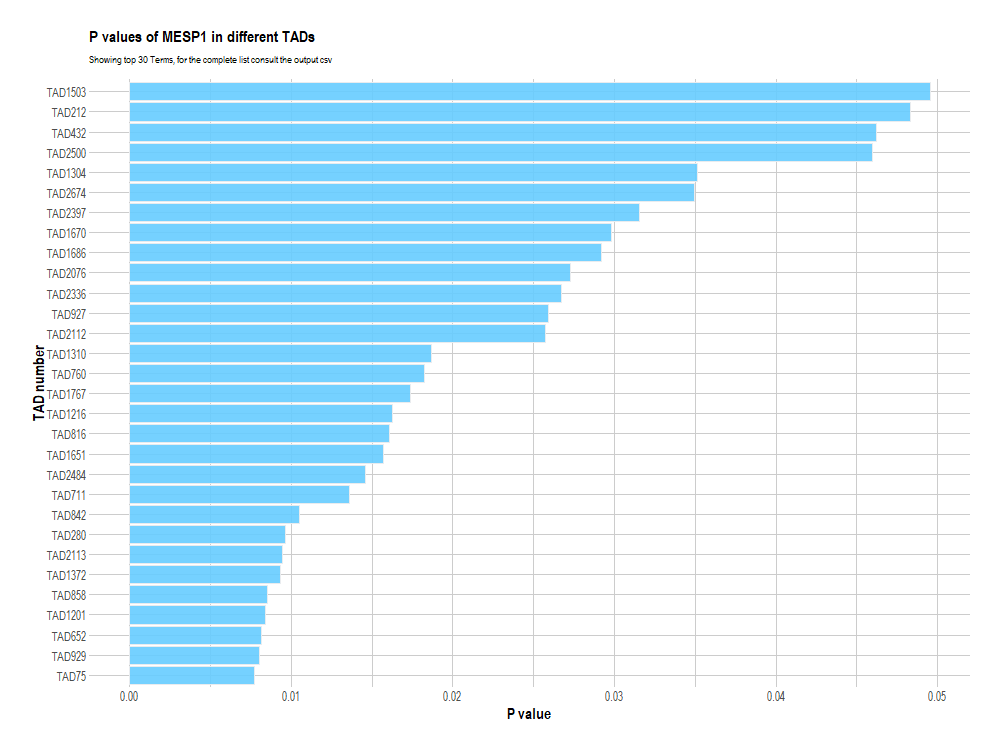 P values of MESP1 in different TADs
Showing top 30 Terms, for the complete list consult the output csv
TAD number
TAD1503
TAD212
TAD432
TAD2500
TAD1304
TAD2674
TAD2397
TAD1670
TAD1686
TAD2076
TAD2336
TAD927
TAD2112
TAD1310
TAD760
TAD1767
TAD1216
TAD816
TAD1651
TAD2484
TAD711
TAD842
TAD280
TAD2113
TAD1372
TAD858
TAD1201
TAD652
TAD929
TAD75
0.00 0.01 0.02 0.03 0.04 0.05
P value